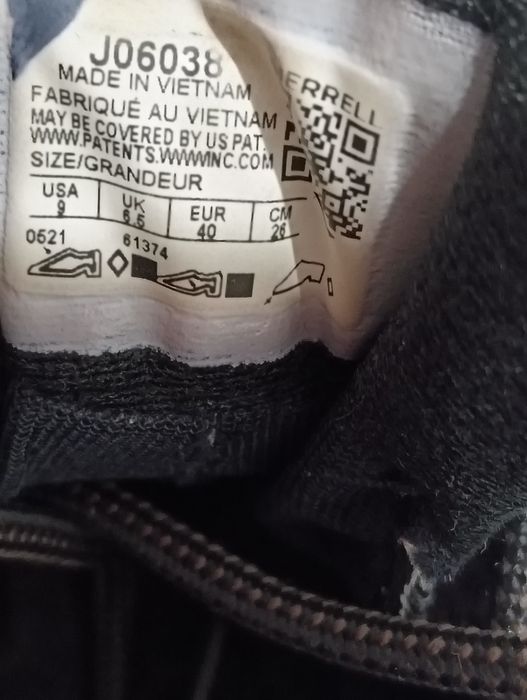 J06038
MADE IN VIETNAM
FABRIQUÉ AU VIETNAM
MAY BE COVERED BY US PAT.
WWW.PATENTS.WWWINC.COM
SIZE/GRANDEUR
USA UK EUR CM
9 6.5 40 26
0521 61374
ERRELL